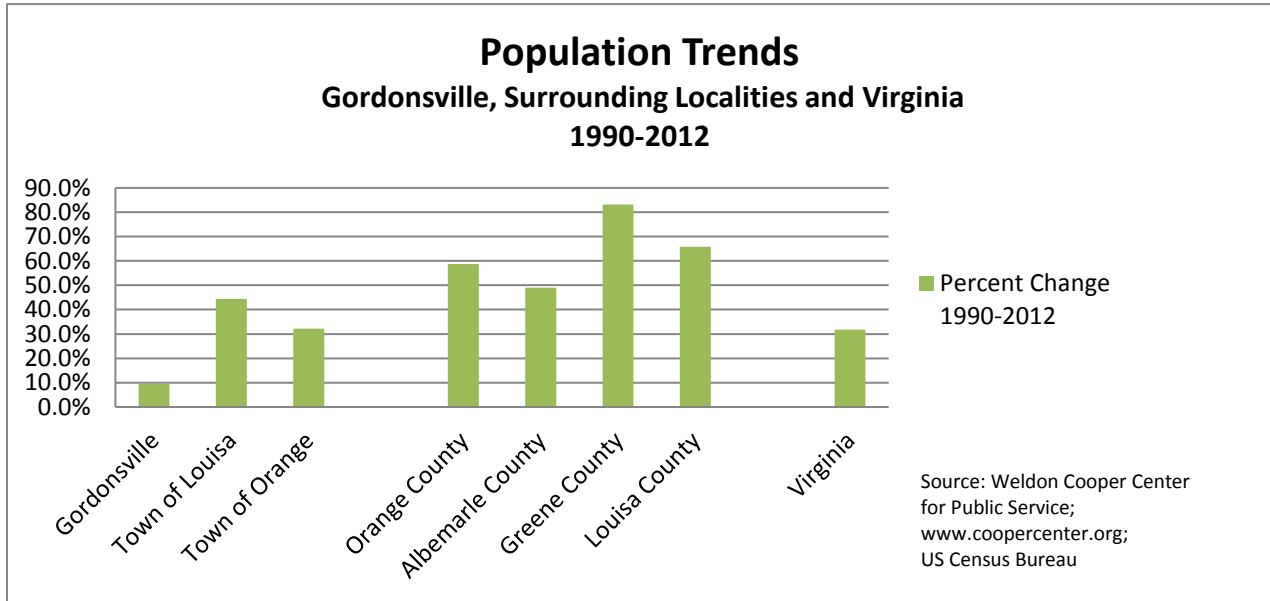 Population Trends
Gordonsville, Surrounding Localities and Virginia
1990-2012
90.0%
80.0%
70.0%
60.0%
50.0%
40.0%
30.0%
20.0%
10.0%
0.0%
Gordonsville
Town of Louisa
Town of Orange
Orange County
Albemarle County
Greene County
Louisa County
Virginia
Percent Change
1990-2012
Source: Weldon Cooper Center
for Public Service;
www.coopercenter.org;
US Census Bureau